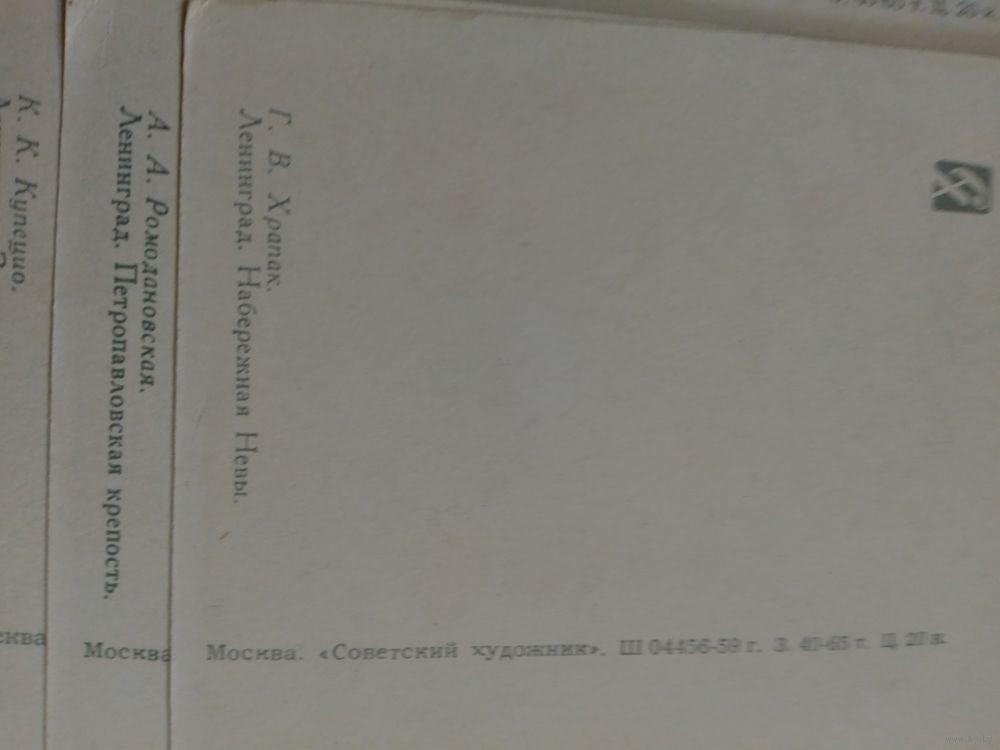 Г. В. Храпак.
Ленинград. Набережная Невы.
Москва. «Советский художник». Ш 04456-59 г. З. 40-65 т. Ц. 20 к.
А. А. Ромодановская.
Ленинград. Петропавловская крепость.
Москва
К. К. Купецио.
сква